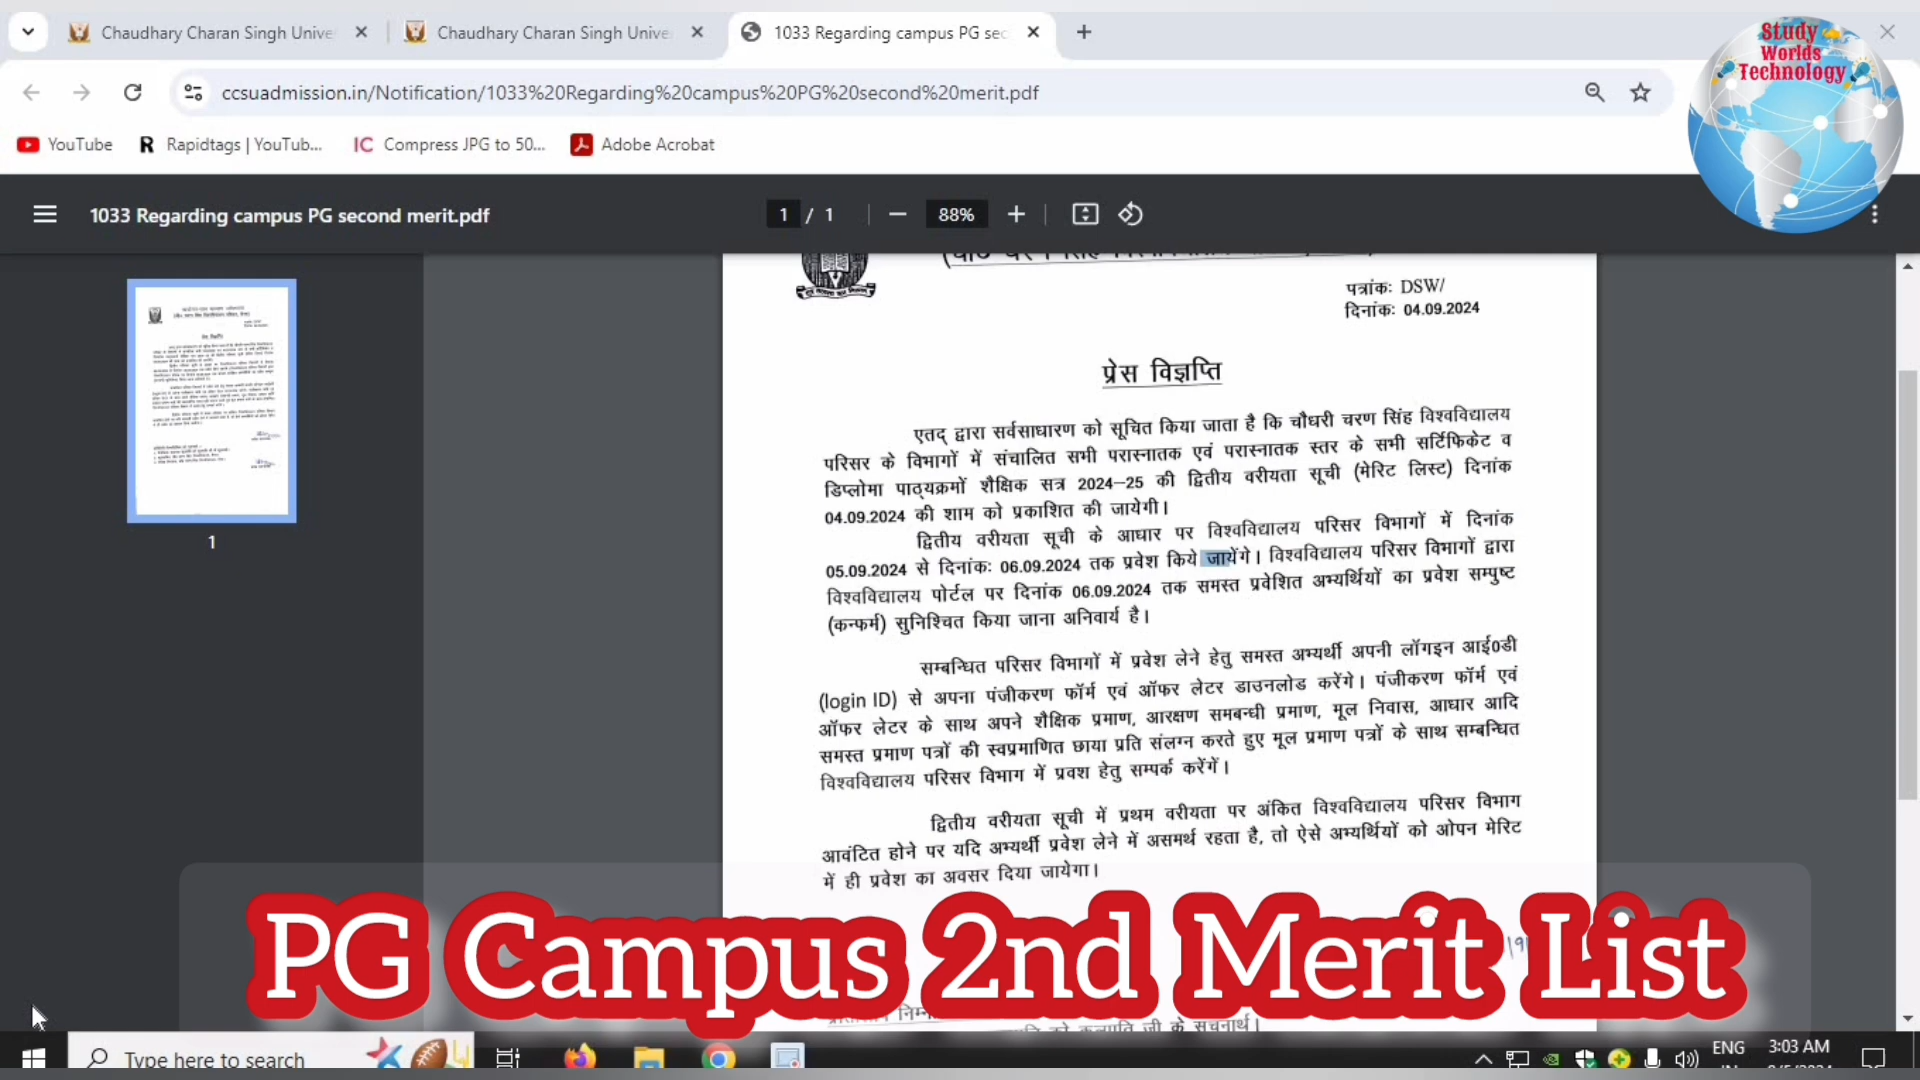 Chaudhary Charan Singh Unive
Chaudhary Charan Singh Unive
1033 Regarding campus PG sec
Study
Worlds
Technology
ccsuadmission.in/Notification/1033%20Regarding%20campus%20PG%20second%20merit.pdf
YouTube
R Rapidtags | YouTub...
IC Compress JPG to 50...
Adobe Acrobat
1033 Regarding campus PG second merit.pdf
1 / 1
88%
पत्रांक: DSW/
दिनांक: 04.09.2024
प्रेस विज्ञप्ति
एतद् द्वारा सर्वसाधारण को सूचित किया जाता है कि चौधरी चरण सिंह विश्वविद्यालय
परिसर के विभागों में संचालित सभी परास्नातक एवं परास्नातक स्तर के सभी सर्टिफिकेट व
डिप्लोमा पाठ्यक्रमों शैक्षिक सत्र 2024–25 की द्वितीय वरीयता सूची (मेरिट लिस्ट) दिनांक
04.09.2024 की शाम को प्रकाशित की जायेगी।
द्वितीय वरीयता सूची के आधार पर विश्वविद्यालय परिसर विभागों में दिनांक
05.09.2024 से दिनांक: 06.09.2024 तक प्रवेश किये जायेंगे। विश्वविद्यालय परिसर विभागों द्वारा
विश्वविद्यालय पोर्टल पर दिनांक 06.09.2024 तक समस्त प्रवेशित अभ्यर्थियों का प्रवेश सम्पुष्ट
(कन्फर्म) सुनिश्चित किया जाना अनिवार्य है।
सम्बन्धित परिसर विभागों में प्रवेश लेने हेतु समस्त अभ्यर्थी अपनी लॉगइन आई0डी
(login ID) से अपना पंजीकरण फॉर्म एवं ऑफर लेटर डाउनलोड करेंगे। पंजीकरण फॉर्म एवं
ऑफर लेटर के साथ अपने शैक्षिक प्रमाण, आरक्षण समबन्धी प्रमाण, मूल निवास, आधार आदि
समस्त प्रमाण पत्रों की स्वप्रमाणित छाया प्रति संलग्न करते हुए मूल प्रमाण पत्रों के साथ सम्बन्धित
विश्वविद्यालय परिसर विभाग में प्रवश हेतु सम्पर्क करेंगें।
द्वितीय वरीयता सूची में प्रथम वरीयता पर अंकित विश्वविद्यालय परिसर विभाग
आवंटित होने पर यदि अभ्यर्थी प्रवेश लेने में असमर्थ रहता है, तो ऐसे अभ्यर्थियों को ओपन मेरिट
में ही प्रवेश का अवसर दिया जायेगा।
PG Campus 2nd Merit List
1
Type here to search
ENG
3:03 AM